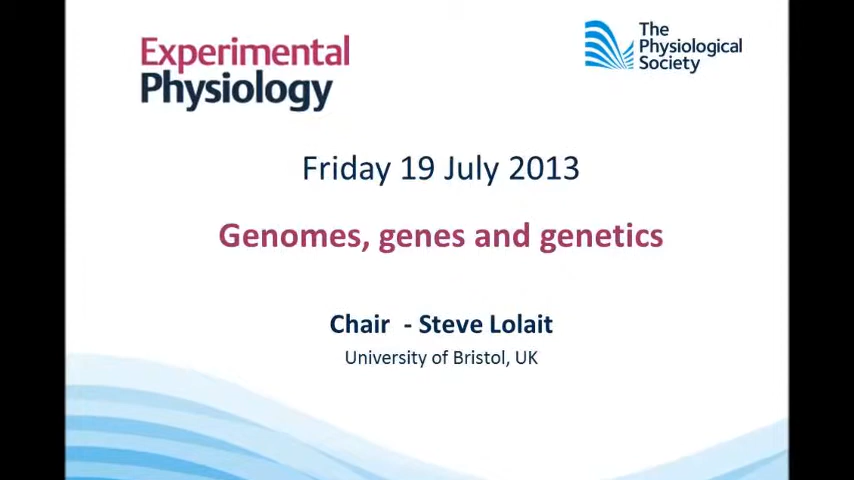 Experimental
Physiology
The
Physiological
Society
Friday 19 July 2013
Genomes, genes and genetics
Chair - Steve Lolait
University of Bristol, UK